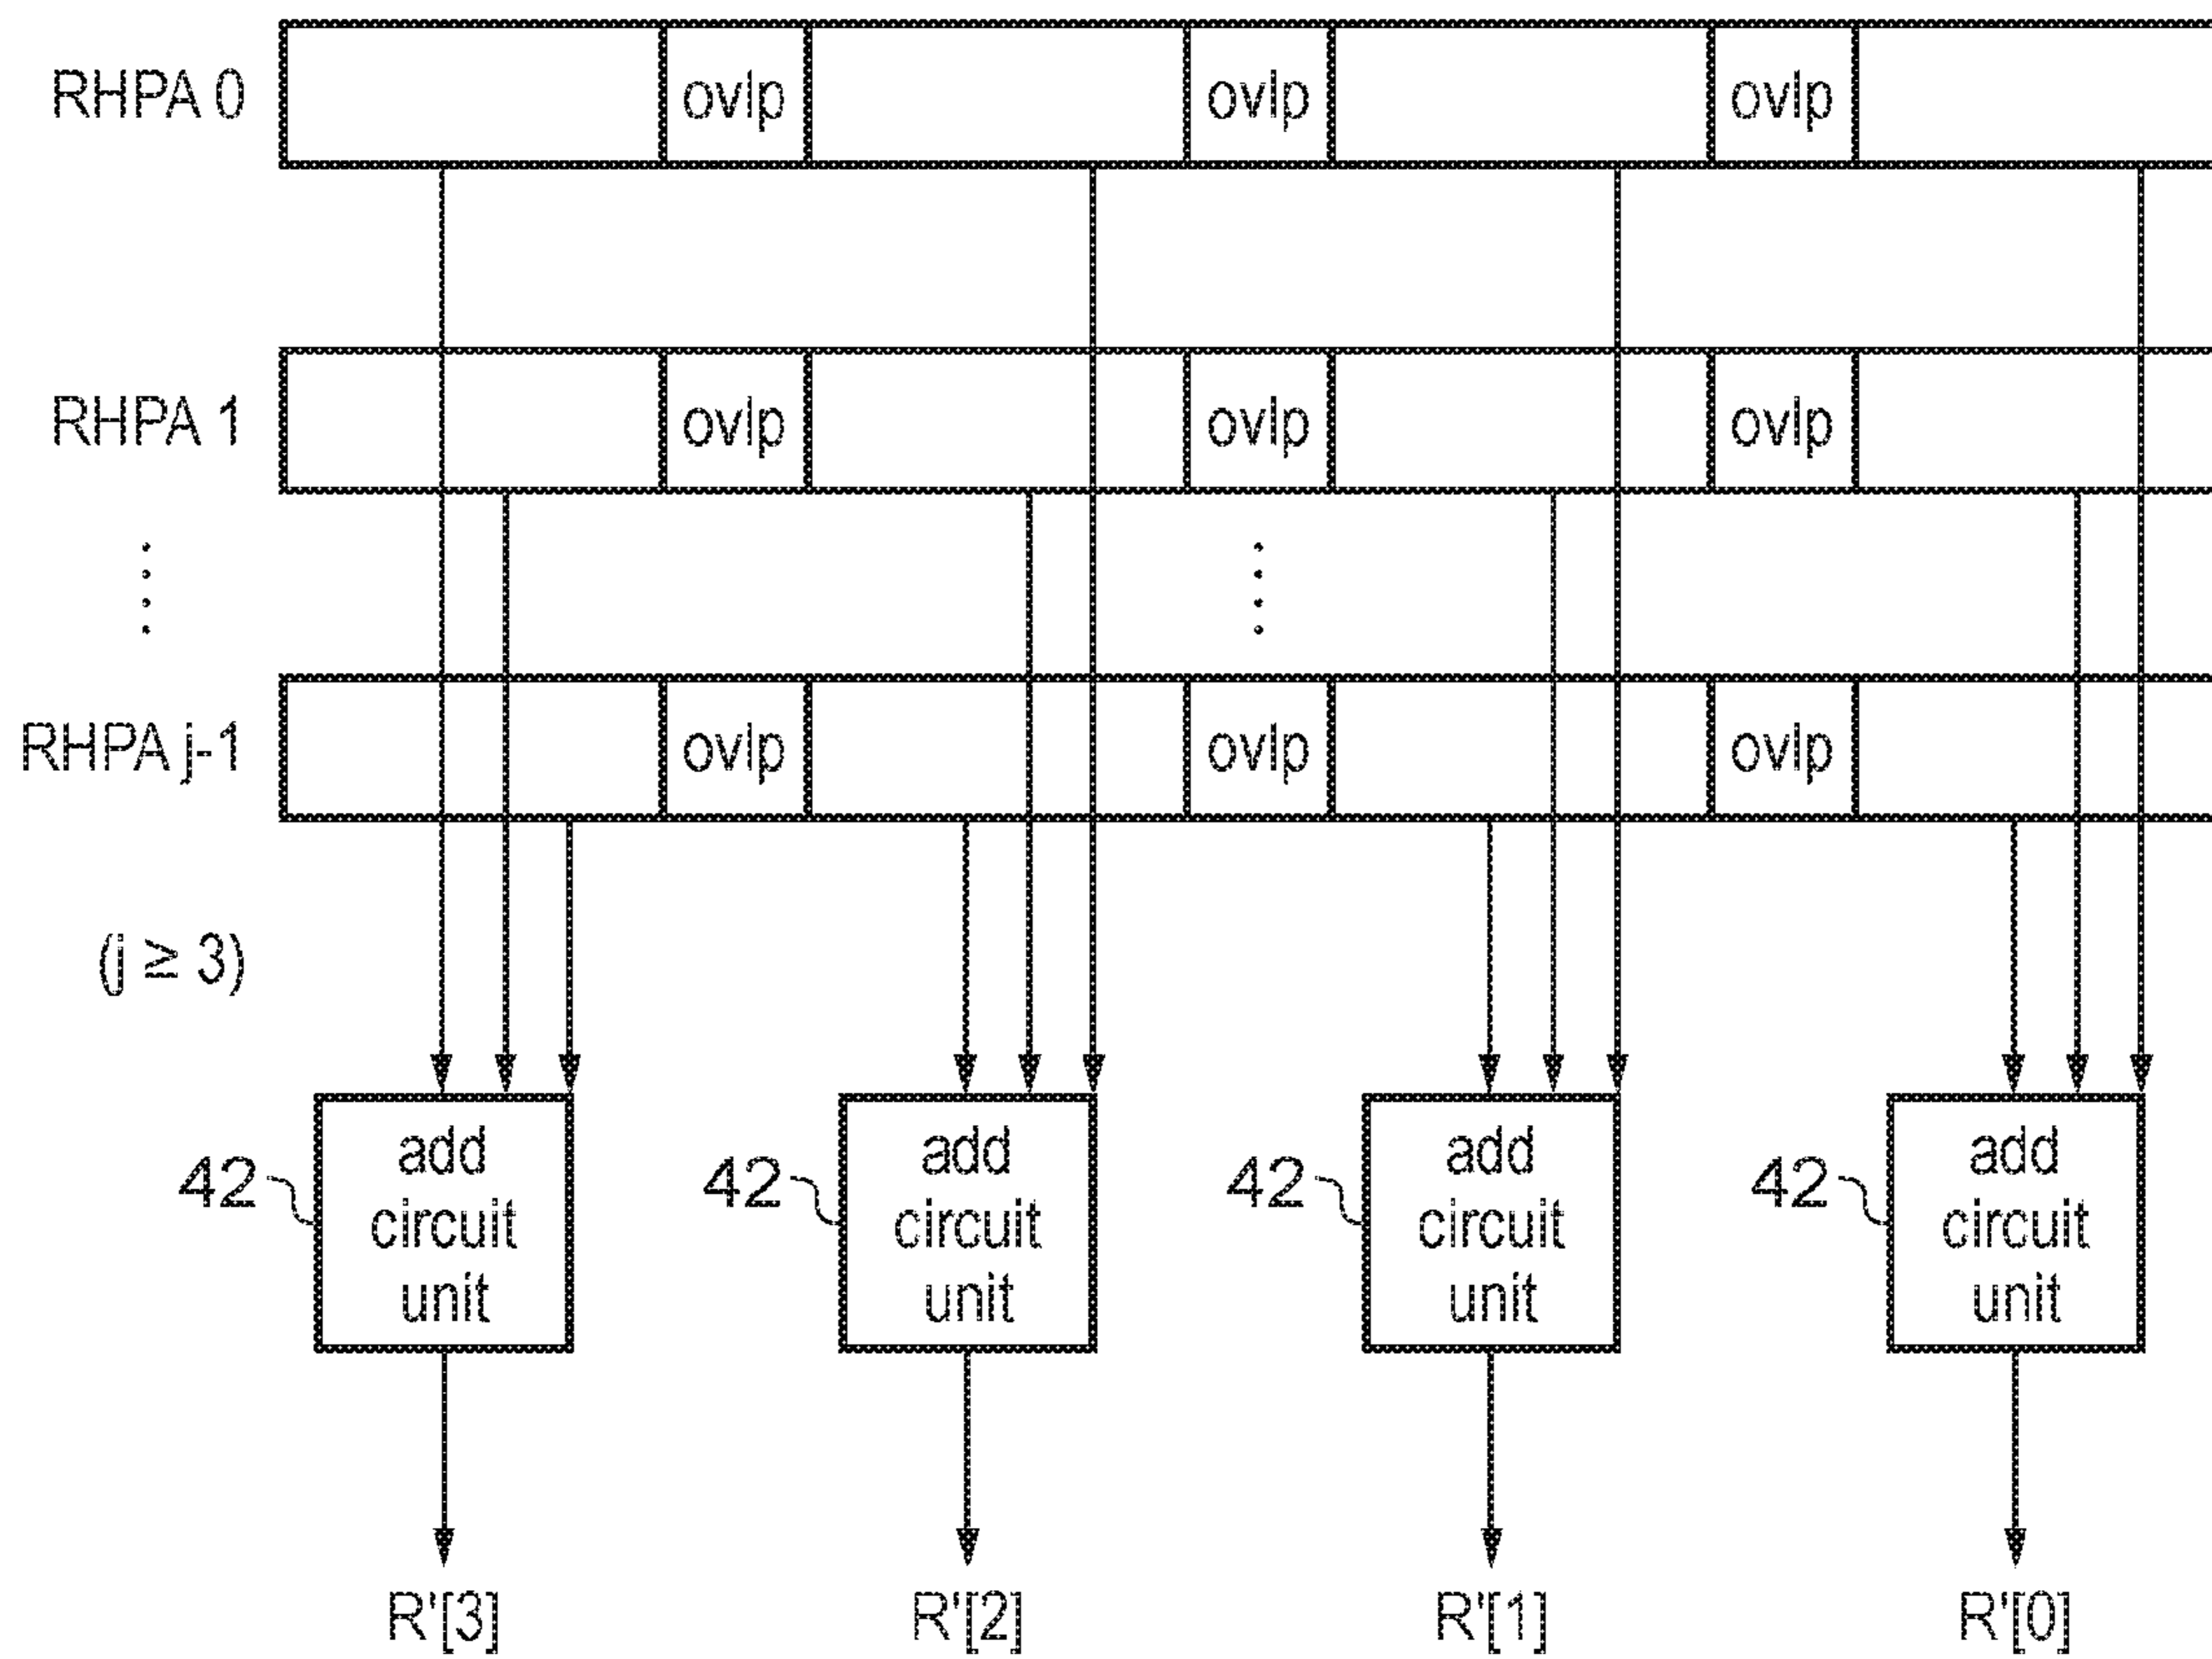 RHPA 0 ovlp ovlp ovlp
RHPA 1 ovlp ovlp ovlp
RHPA j-1 ovlp ovlp ovlp
(j ≥ 3)
42 add circuit unit
42 add circuit unit
42 add circuit unit
42 add circuit unit
R'[3] R'[2] R'[1] R'[0]